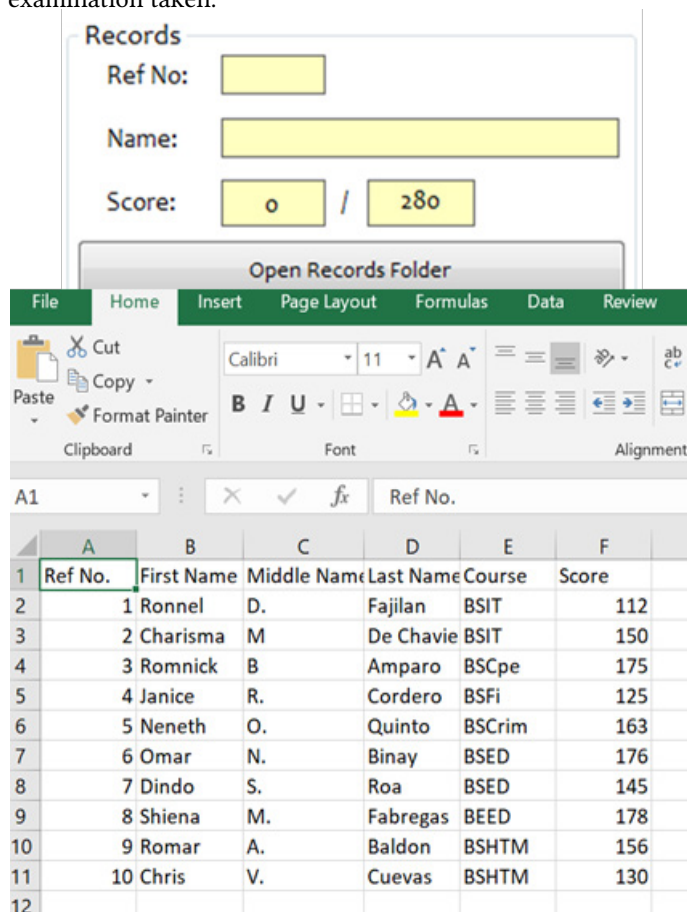 examination taken.
Records
Ref No:
Name:
Score: 0 / 280
Open Records Folder
File Home Insert Page Layout Formulas Data Review
Cut
Copy
Paste
Format Painter
Calibri 11 A A ab c
B I U A
Clipboard Font Alignment
A1 fx Ref No.
A B C D E F
1 Ref No. First Name Middle Name Last Name Course Score
2 1 Ronnel D. Fajilan BSIT 112
3 2 Charisma M De Chavie BSIT 150
4 3 Romnick B Amparo BSCpe 175
5 4 Janice R. Cordero BSFi 125
6 5 Neneth O. Quinto BSCrim 163
7 6 Omar N. Binay BSED 176
8 7 Dindo S. Roa BSED 145
9 8 Shiena M. Fabregas BEED 178
10 9 Romar A. Baldon BSHTM 156
11 10 Chris V. Cuevas BSHTM 130
12